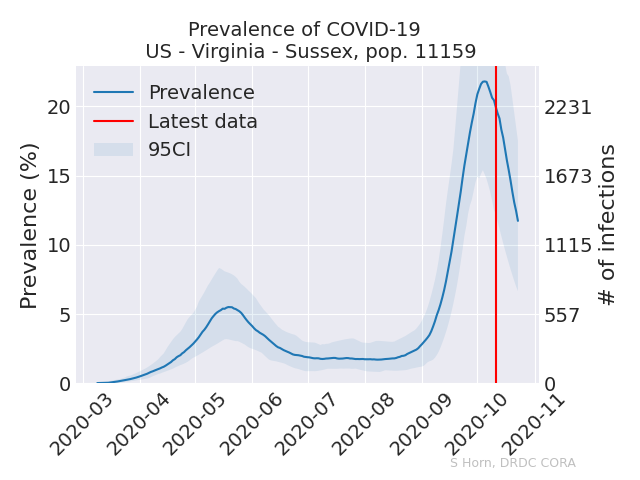 Prevalence of COVID-19
US - Virginia - Sussex, pop. 11159
Prevalence
Latest data
95CI
Prevalence (%)
20
15
10
5
0
2231
1673
1115
557
0
# of infections
2020-03
2020-04
2020-05
2020-06
2020-07
2020-08
2020-09
2020-10
2020-11
S Horn, DRDC CORA